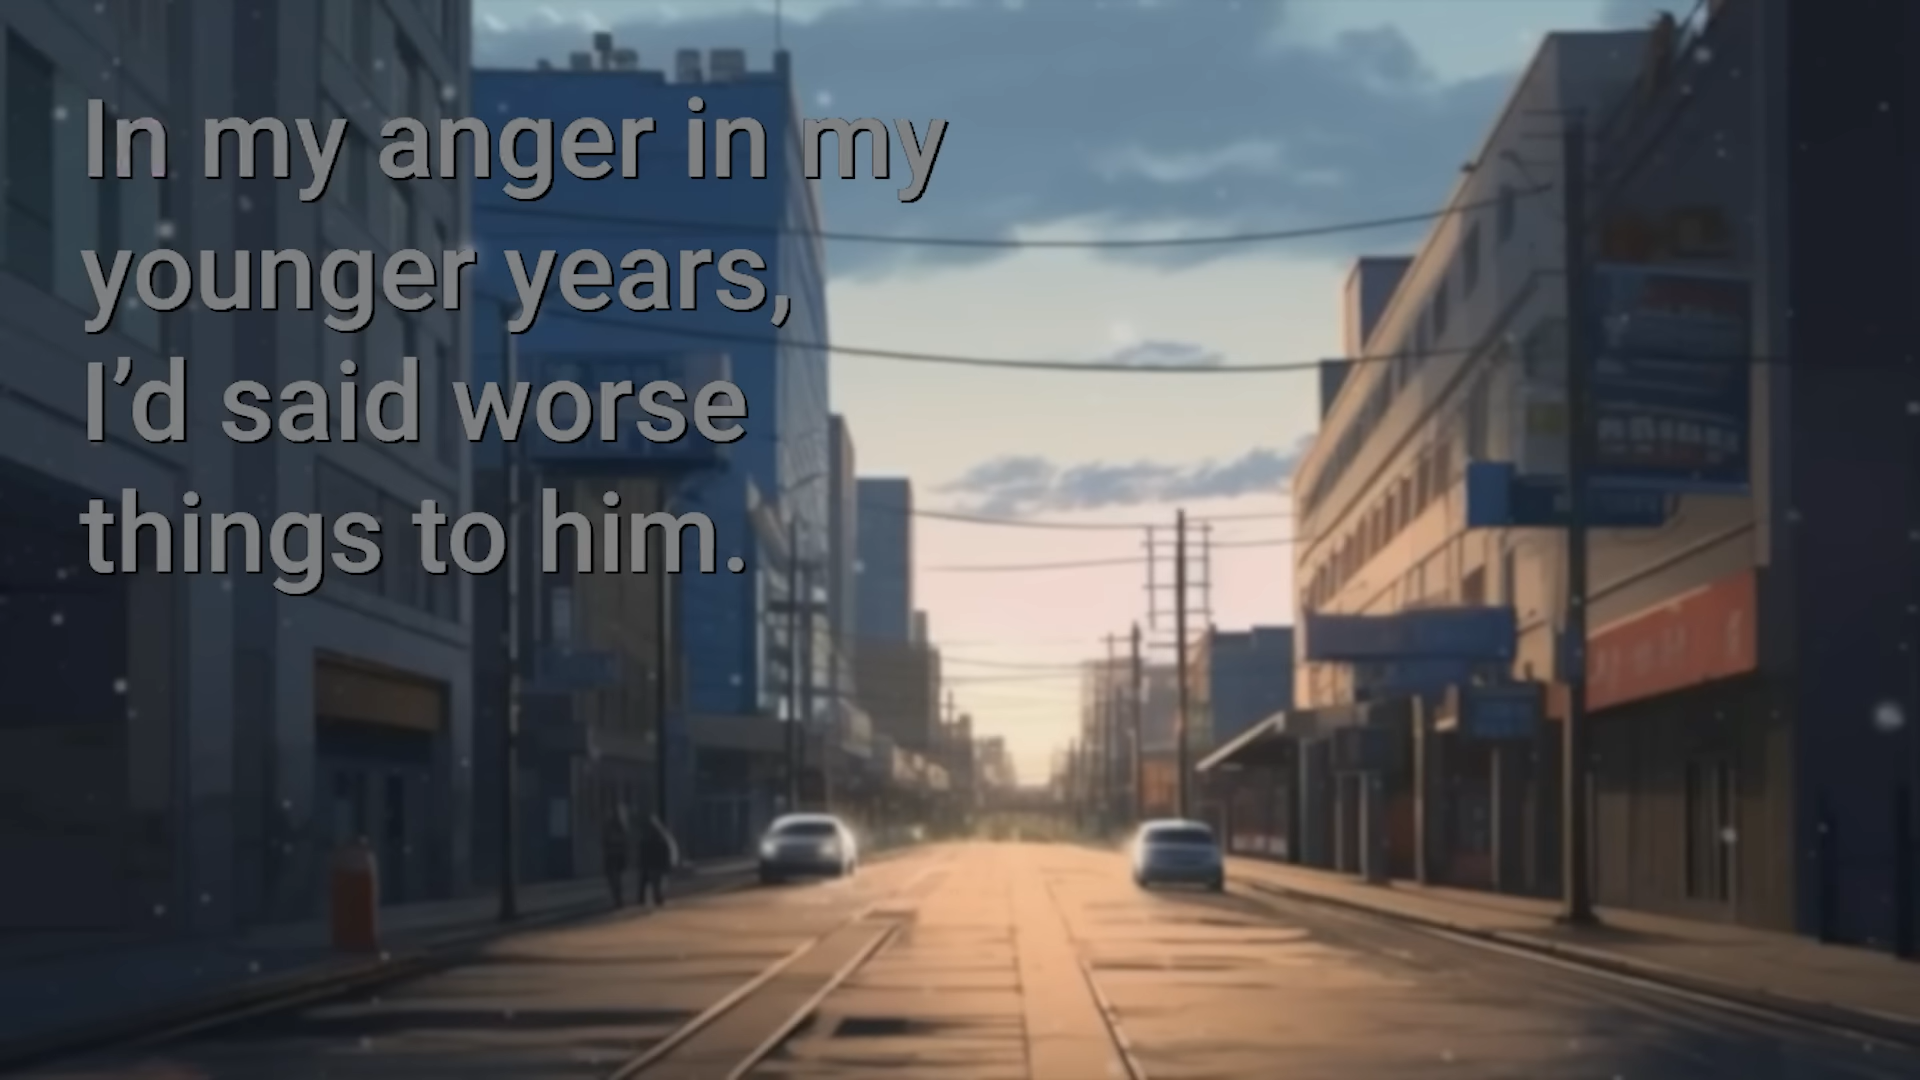 In my anger in my
younger years,
I’d said worse
things to him.